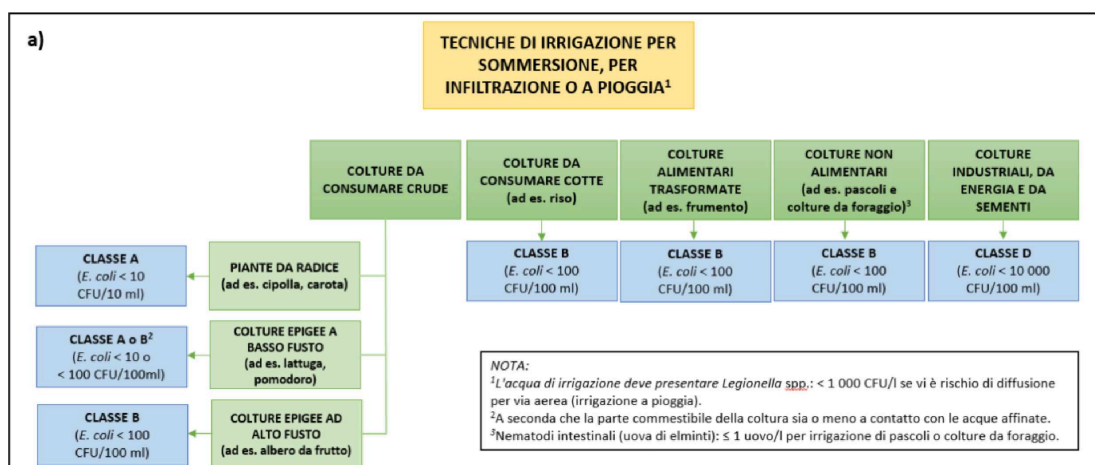 a)
TECNICHE DI IRRIGAZIONE PER
SOMMERSIONE, PER
INFILTRAZIONE O A PIOGGIA¹
COLTURE DA
CONSUMARE CRUDE
COLTURE DA
CONSUMARE COTTE
(ad es. riso)
COLTURE
ALIMENTARI
TRASFORMATE
(ad es. frumento)
COLTURE NON
ALIMENTARI
(ad es. pascoli e
colture da foraggio)³
COLTURE
INDUSTRIALI, DA
ENERGIA E DA
SEMENTI
CLASSE B
(E. coli < 100
CFU/100 ml)
CLASSE B
(E. coli < 100
CFU/100 ml)
CLASSE B
(E. coli < 100
CFU/100 ml)
CLASSE D
(E. coli < 10 000
CFU/100 ml)
CLASSE A
(E. coli < 10
CFU/10 ml)
PIANTE DA RADICE
(ad es. cipolla, carota)
CLASSE A o B²
(E. coli < 10 o
< 100 CFU/100ml)
COLTURE EPIGEE A
BASSO FUSTO
(ad es. lattuga,
pomodoro)
CLASSE B
(E. coli < 100
CFU/100 ml)
COLTURE EPIGEE AD
ALTO FUSTO
(ad es. albero da frutto)
NOTA:
¹L'acqua di irrigazione deve presentare Legionella spp.: < 1 000 CFU/l se vi è rischio di diffusione
per via aerea (irrigazione a pioggia).
²A seconda che la parte commestibile della coltura sia o meno a contatto con le acque affinate.
³Nematodi intestinali (uova di elminti): ≤ 1 uovo/l per irrigazione di pascoli o colture da foraggio.